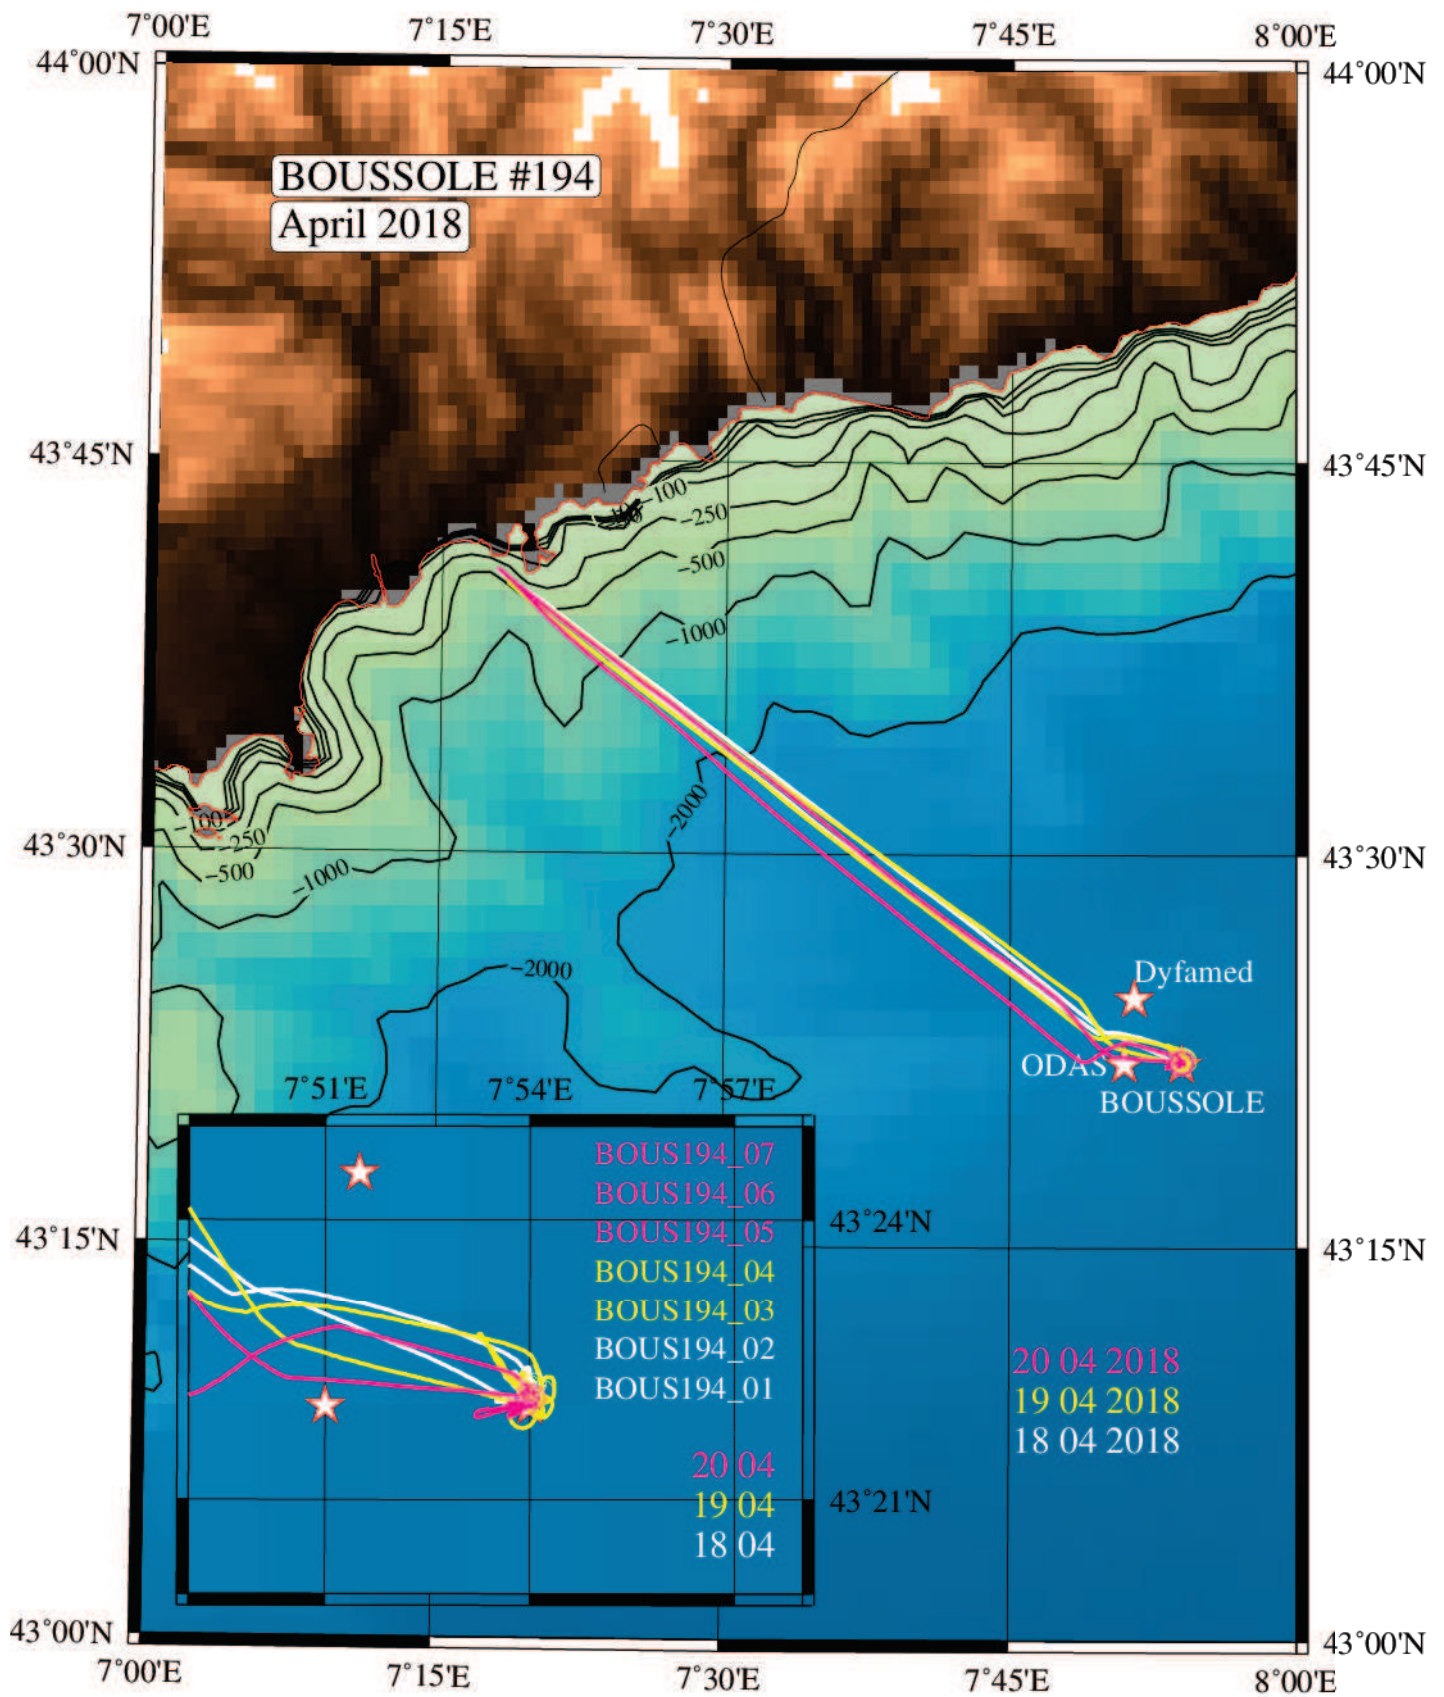 7°00'E 7°15'E 7°30'E 7°45'E 8°00'E
44°00'N 44°00'N
BOUSSOLE #194
April 2018
43°45'N 43°45'N
-100
-250
-500
-1000
-2000
-100
-250
-500
-1000
43°30'N 43°30'N
-2000
Dyfamed
ODAS
BOUSSOLE
7°51'E 7°54'E 7°57'E
BOUS194_07
BOUS194_06
BOUS194_05
BOUS194_04
BOUS194_03
BOUS194_02
BOUS194_01
43°24'N
43°15'N 43°15'N
20 04 2018
19 04 2018
18 04 2018
20 04
19 04
18 04
43°21'N
43°00'N 43°00'N
7°00'E 7°15'E 7°30'E 7°45'E 8°00'E